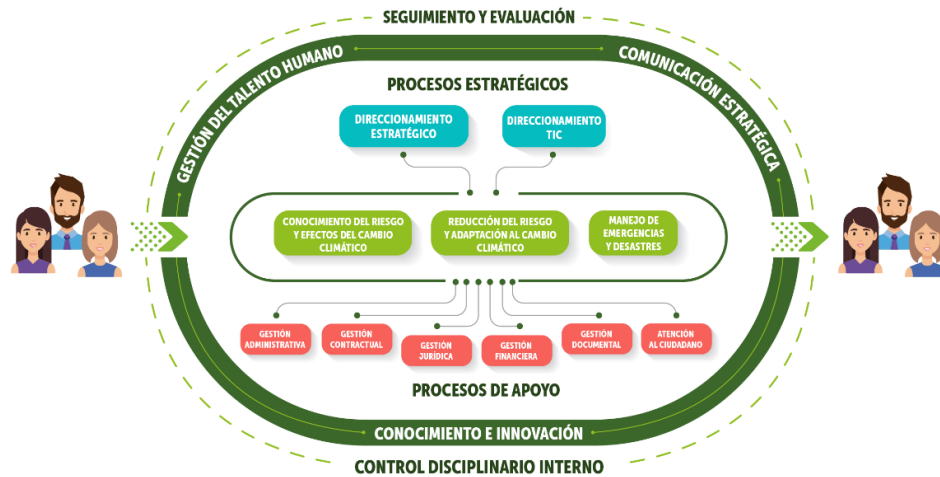 SEGUIMIENTO Y EVALUACIÓN
GESTIÓN DEL TALENTO HUMANO
COMUNICACIÓN ESTRATÉGICA
PROCESOS ESTRATÉGICOS
DIRECCIONAMIENTO
ESTRATÉGICO
DIRECCIONAMIENTO
TIC
CONOCIMIENTO DEL RIESGO
Y EFECTOS DEL CAMBIO
CLIMÁTICO
REDUCCIÓN DEL RIESGO
Y ADAPTACIÓN AL CAMBIO
CLIMÁTICO
MANEJO DE
EMERGENCIAS
Y DESASTRES
GESTIÓN
ADMINISTRATIVA
GESTIÓN
CONTRACTUAL
GESTIÓN
JURÍDICA
GESTIÓN
FINANCIERA
GESTIÓN
DOCUMENTAL
ATENCIÓN
AL CIUDADANO
PROCESOS DE APOYO
CONOCIMIENTO E INNOVACIÓN
CONTROL DISCIPLINARIO INTERNO